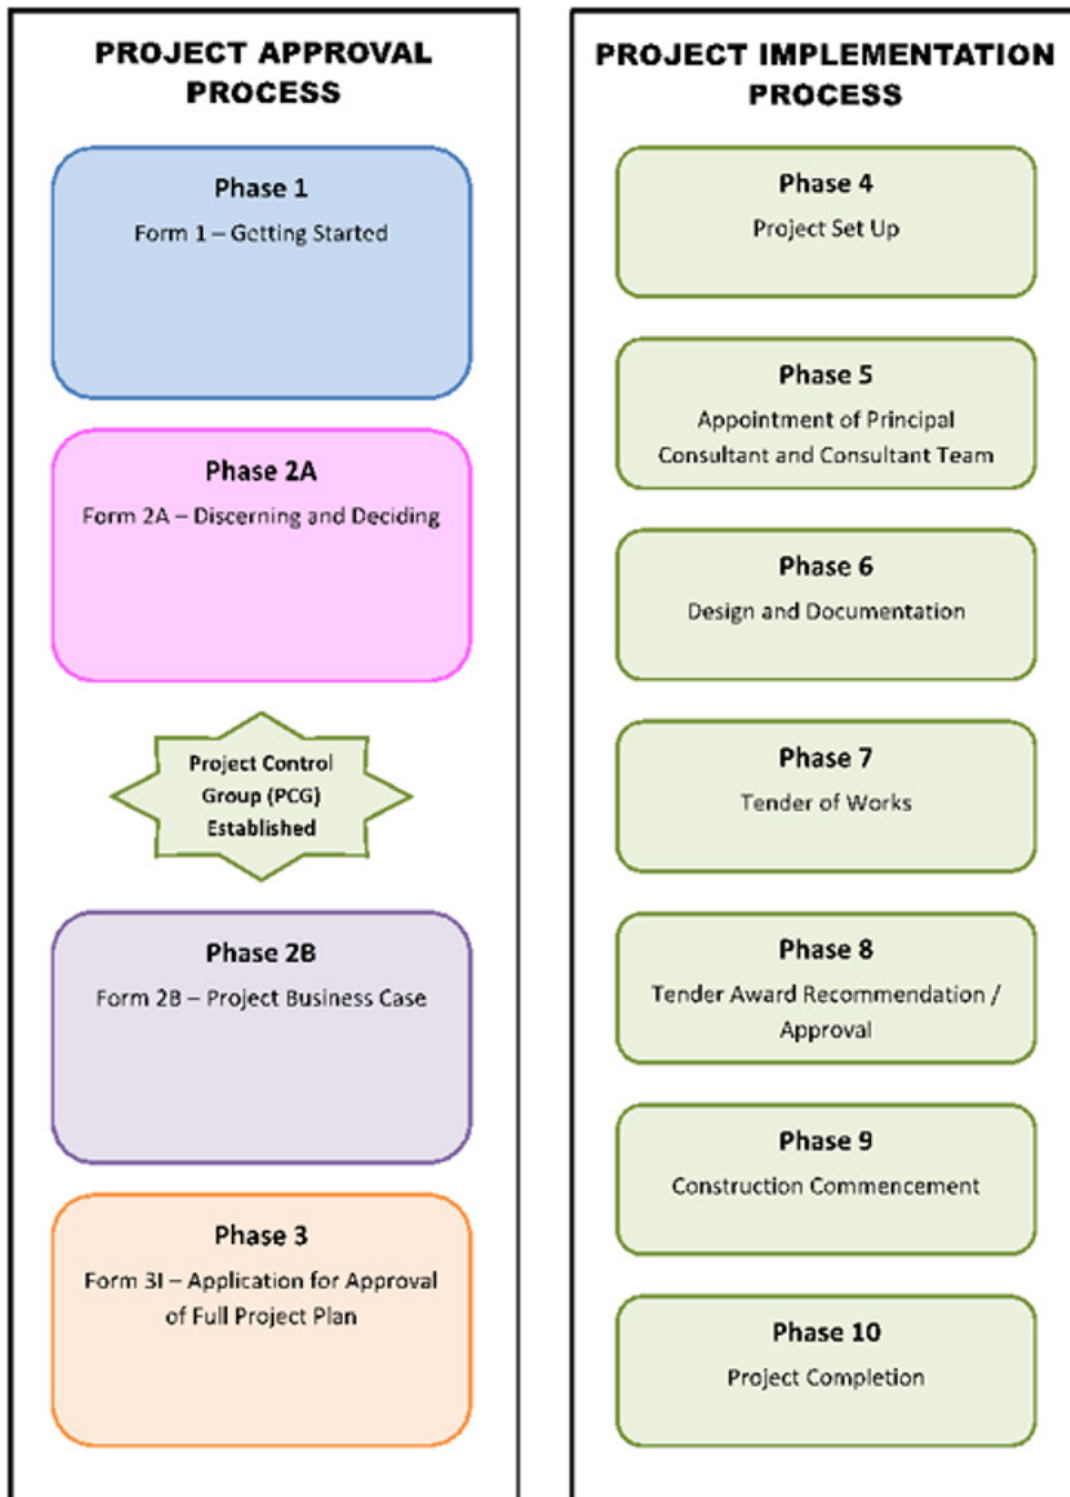 PROJECT APPROVAL
PROCESS
Phase 1
Form 1 – Getting Started
Phase 2A
Form 2A – Discerning and Deciding
Project Control
Group (PCG)
Established
Phase 2B
Form 2B – Project Business Case
Phase 3
Form 3I – Application for Approval
of Full Project Plan
PROJECT IMPLEMENTATION
PROCESS
Phase 4
Project Set Up
Phase 5
Appointment of Principal
Consultant and Consultant Team
Phase 6
Design and Documentation
Phase 7
Tender of Works
Phase 8
Tender Award Recommendation /
Approval
Phase 9
Construction Commencement
Phase 10
Project Completion